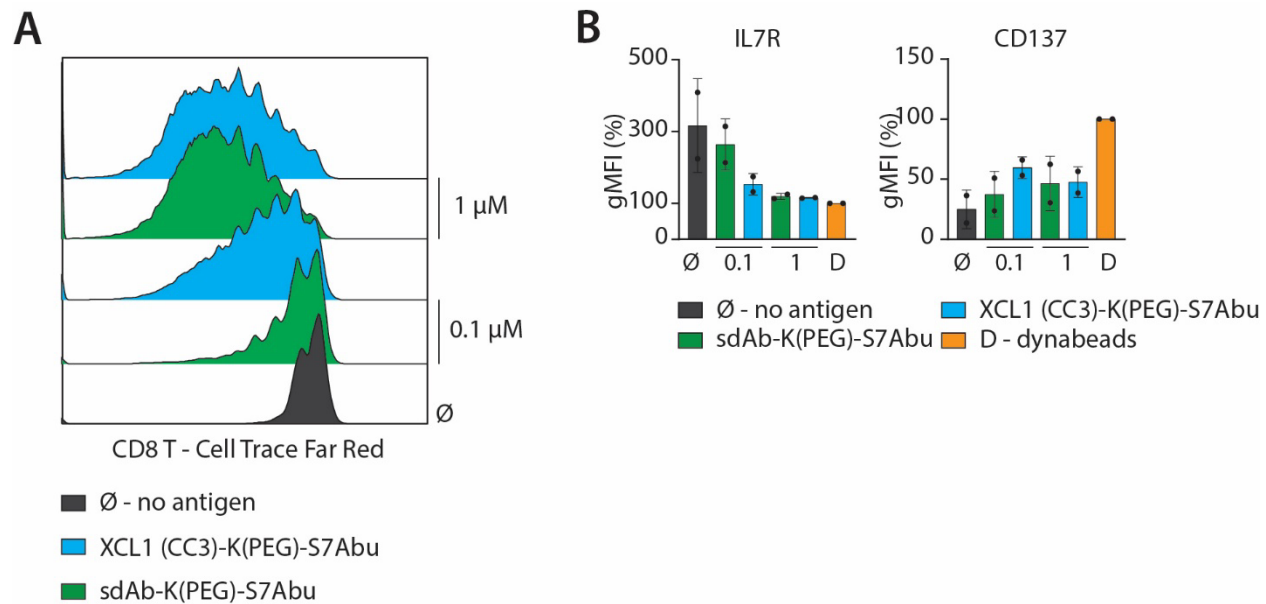 A
1 µM
0.1 µM
Ø
CD8 T - Cell Trace Far Red
Ø - no antigen
XCL1 (CC3)-K(PEG)-S7Abu
sdAb-K(PEG)-S7Abu
B
IL7R
gMFI (%)
500
300
100
0
Ø 0.1 1 D
CD137
gMFI (%)
150
100
50
0
Ø 0.1 1 D
Ø - no antigen
XCL1 (CC3)-K(PEG)-S7Abu
sdAb-K(PEG)-S7Abu
D - dynabeads